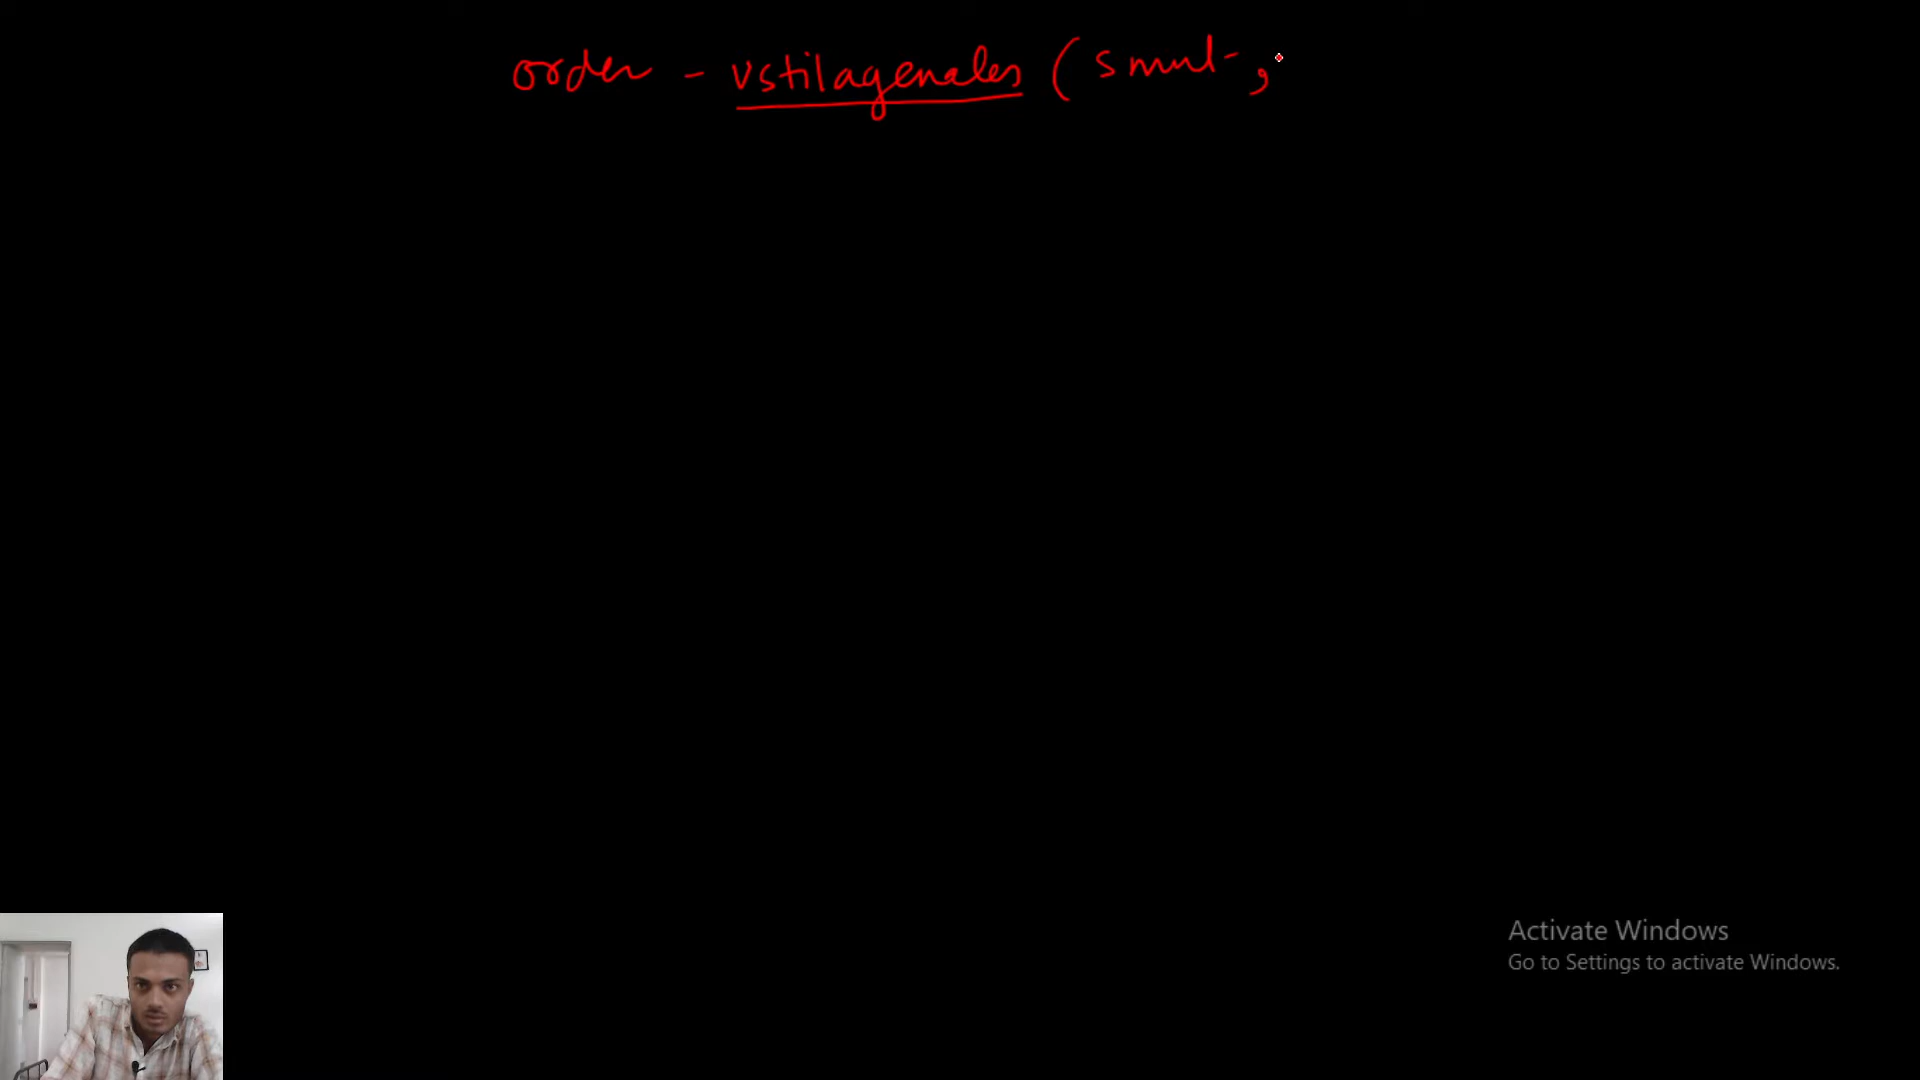 order - Ustilagenales (smut,
Activate Windows
Go to Settings to activate Windows.